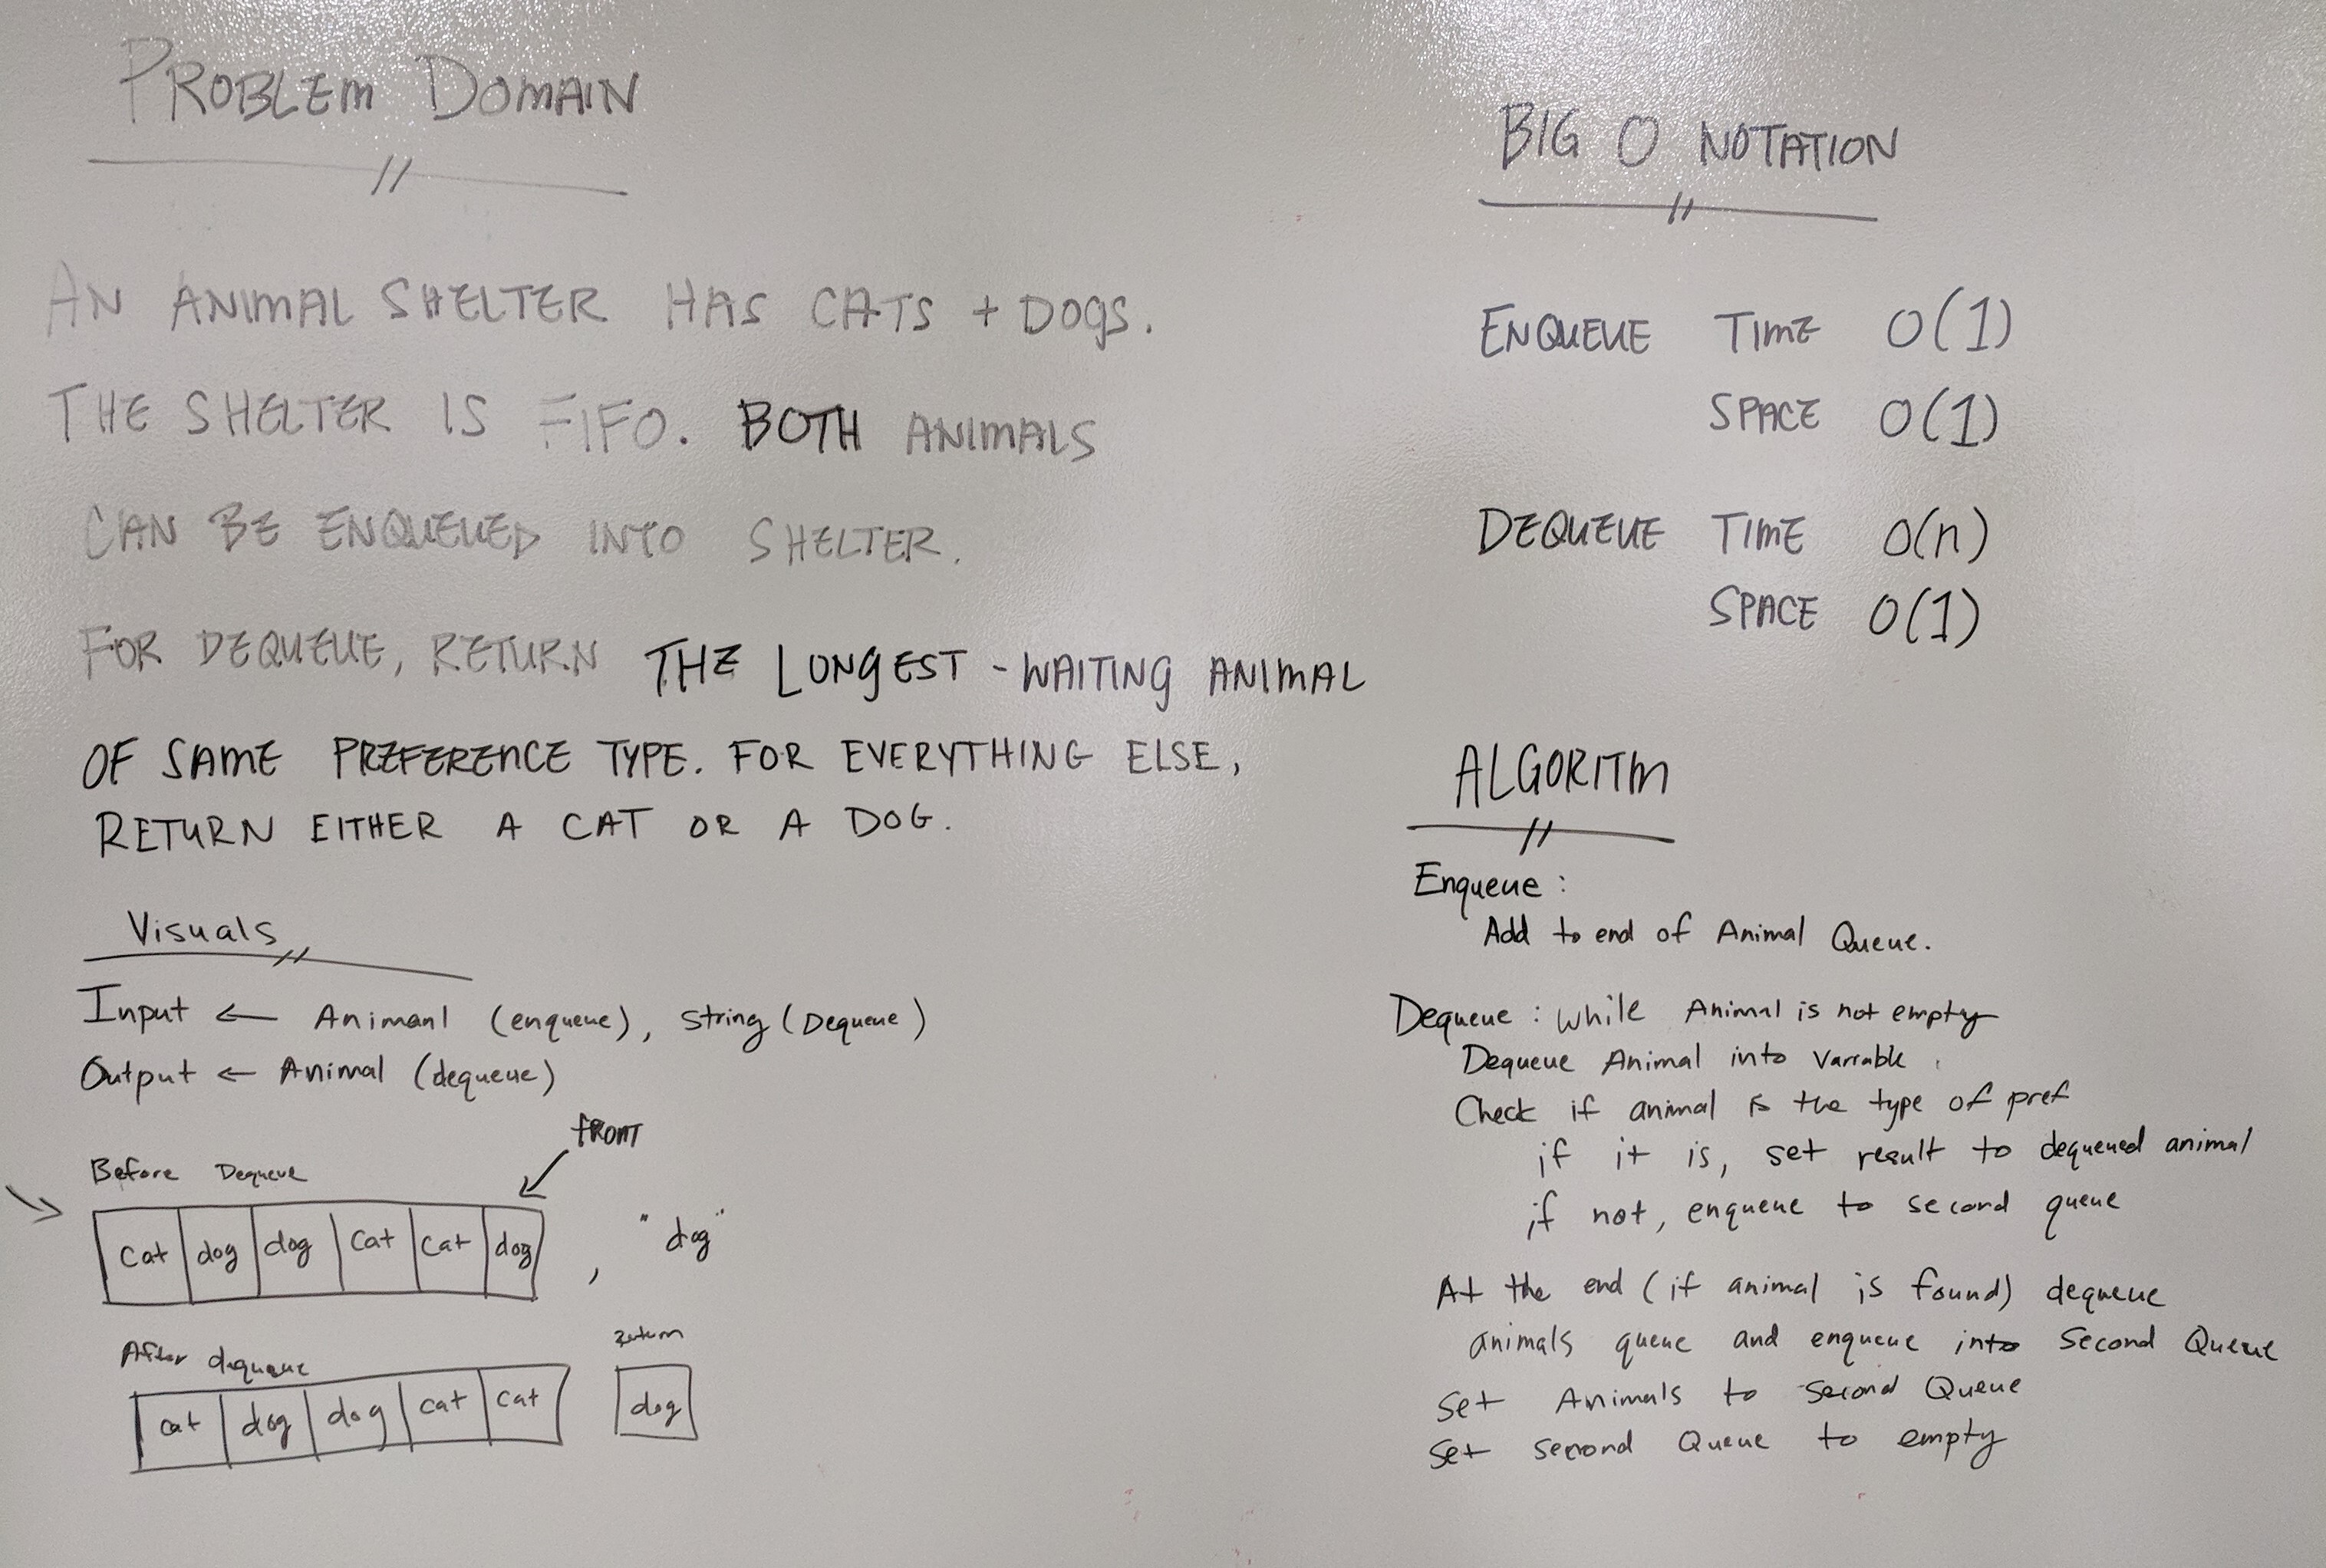 PROBLEM DOMAIN
AN ANIMAL SHELTER HAS CATS + DOGS.
THE SHELTER IS FIFO. BOTH ANIMALS
CAN BE ENQUEUED INTO SHELTER.
FOR DEQUEUE, RETURN THE LONGEST - WAITING ANIMAL
OF SAME PREFERENCE TYPE. FOR EVERYTHING ELSE,
RETURN EITHER A CAT OR A DOG.
Visuals
Input ← Animanl (enqueue), String (Dequeue)
Output ← Animal (dequeue)
FRONT
Before Dequeue
Cat dog dog Cat Cat dog , "dog"
After dequeue
return
cat dog dog cat cat dog
BIG O NOTATION
ENQUEUE TIME O(1)
SPACE O(1)
DEQUEUE TIME O(n)
SPACE O(1)
ALGORITM
Enqueue :
Add to end of Animal Queue.
Dequeue : While Animal is not empty
Dequeue Animal into Variable .
Check if animal is the type of pref
if it is, set result to dequeued animal
if not, enqueue to second queue
At the end (if animal is found) dequeue
animals queue and enqueue into Second Queue
Set Animals to Second Queue
Set second Queue to empty